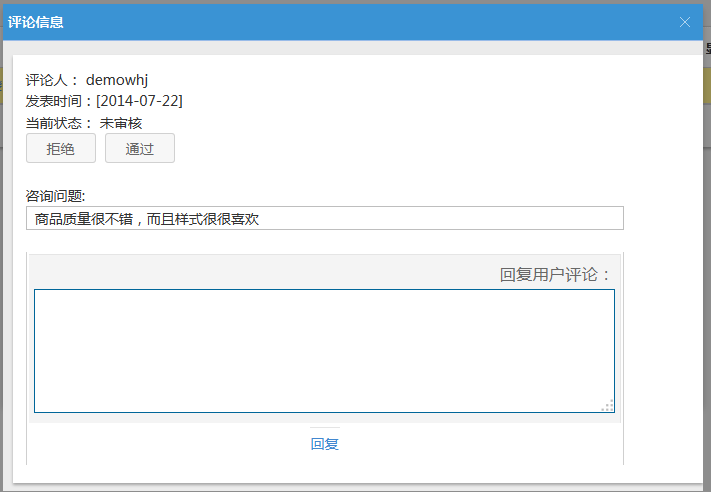 评论信息
评论人： demowhj
发表时间：[2014-07-22]
当前状态： 未审核
拒绝 通过
咨询问题:
商品质量很不错，而且样式很很喜欢
回复用户评论：
回复